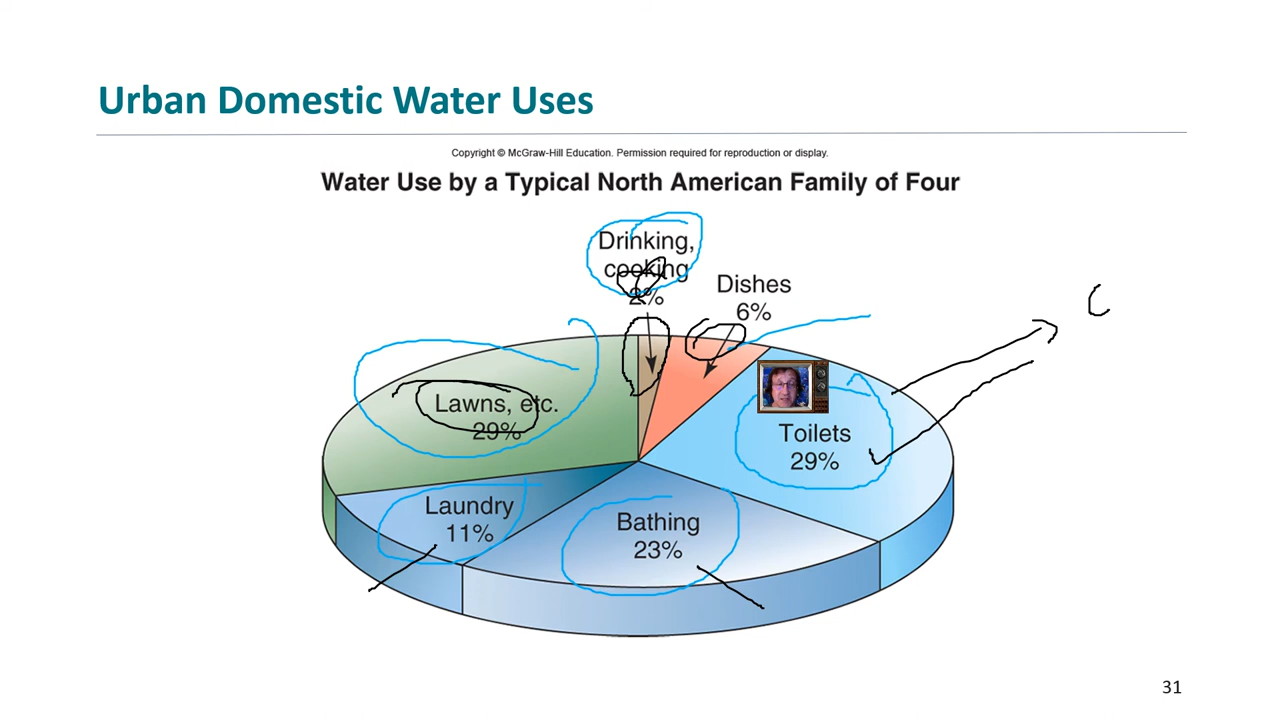 Urban Domestic Water Uses
Copyright © McGraw-Hill Education. Permission required for reproduction or display.
Water Use by a Typical North American Family of Four
Drinking,
cooking
2%
Dishes
6%
Lawns, etc.
29%
Toilets
29%
Laundry
11%
Bathing
23%
31